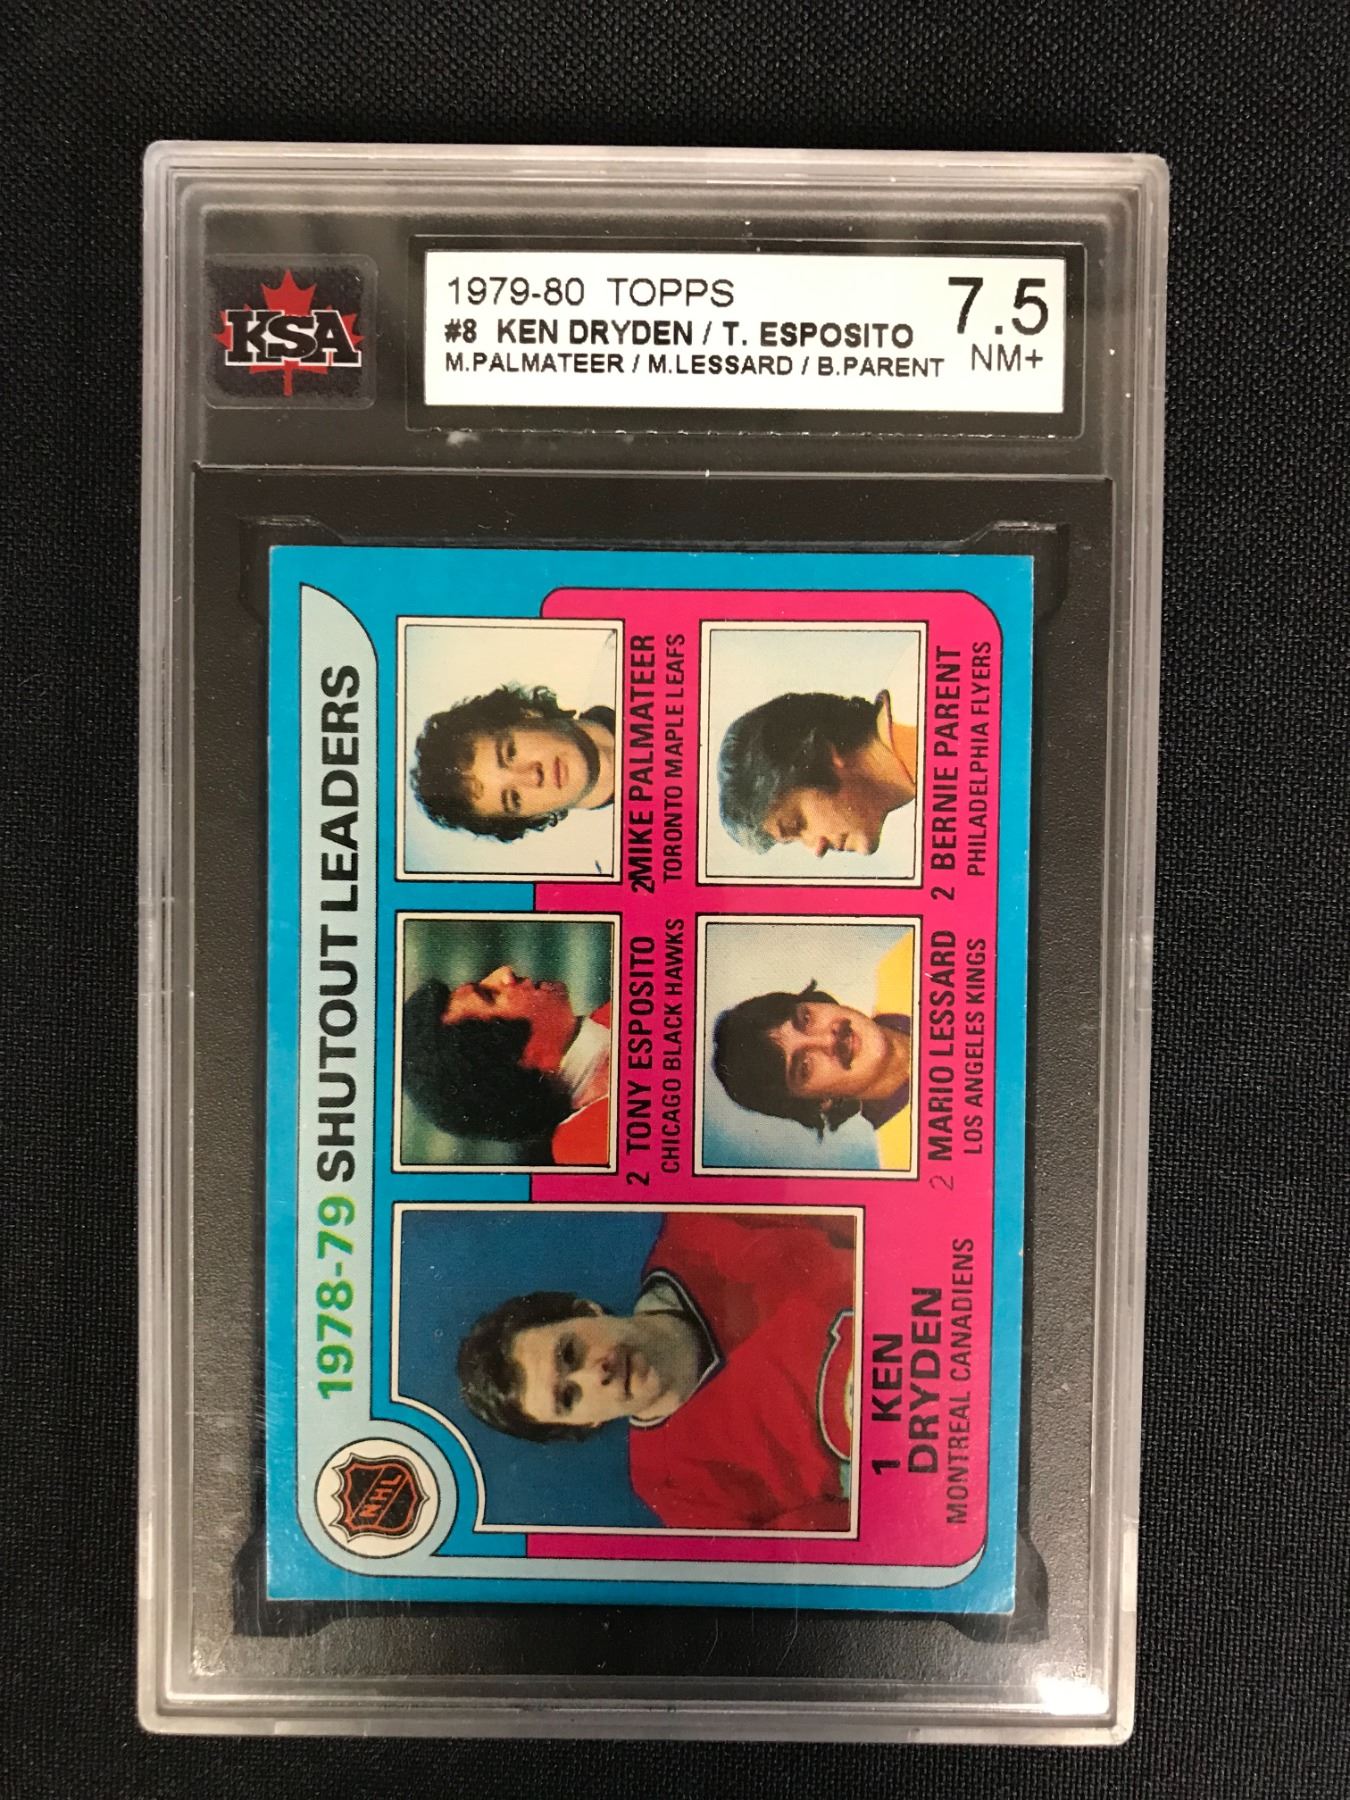 KSA
1979-80 TOPPS
#8 KEN DRYDEN / T. ESPOSITO
M.PALMATEER / M.LESSARD / B.PARENT
7.5
NM+
1978-79 SHUTOUT LEADERS
NHL
1 KEN
DRYDEN
MONTREAL CANADIENS
2 TONY ESPOSITO
CHICAGO BLACK HAWKS
2 MIKE PALMATEER
TORONTO MAPLE LEAFS
2 MARIO LESSARD
LOS ANGELES KINGS
2 BERNIE PARENT
PHILADELPHIA FLYERS